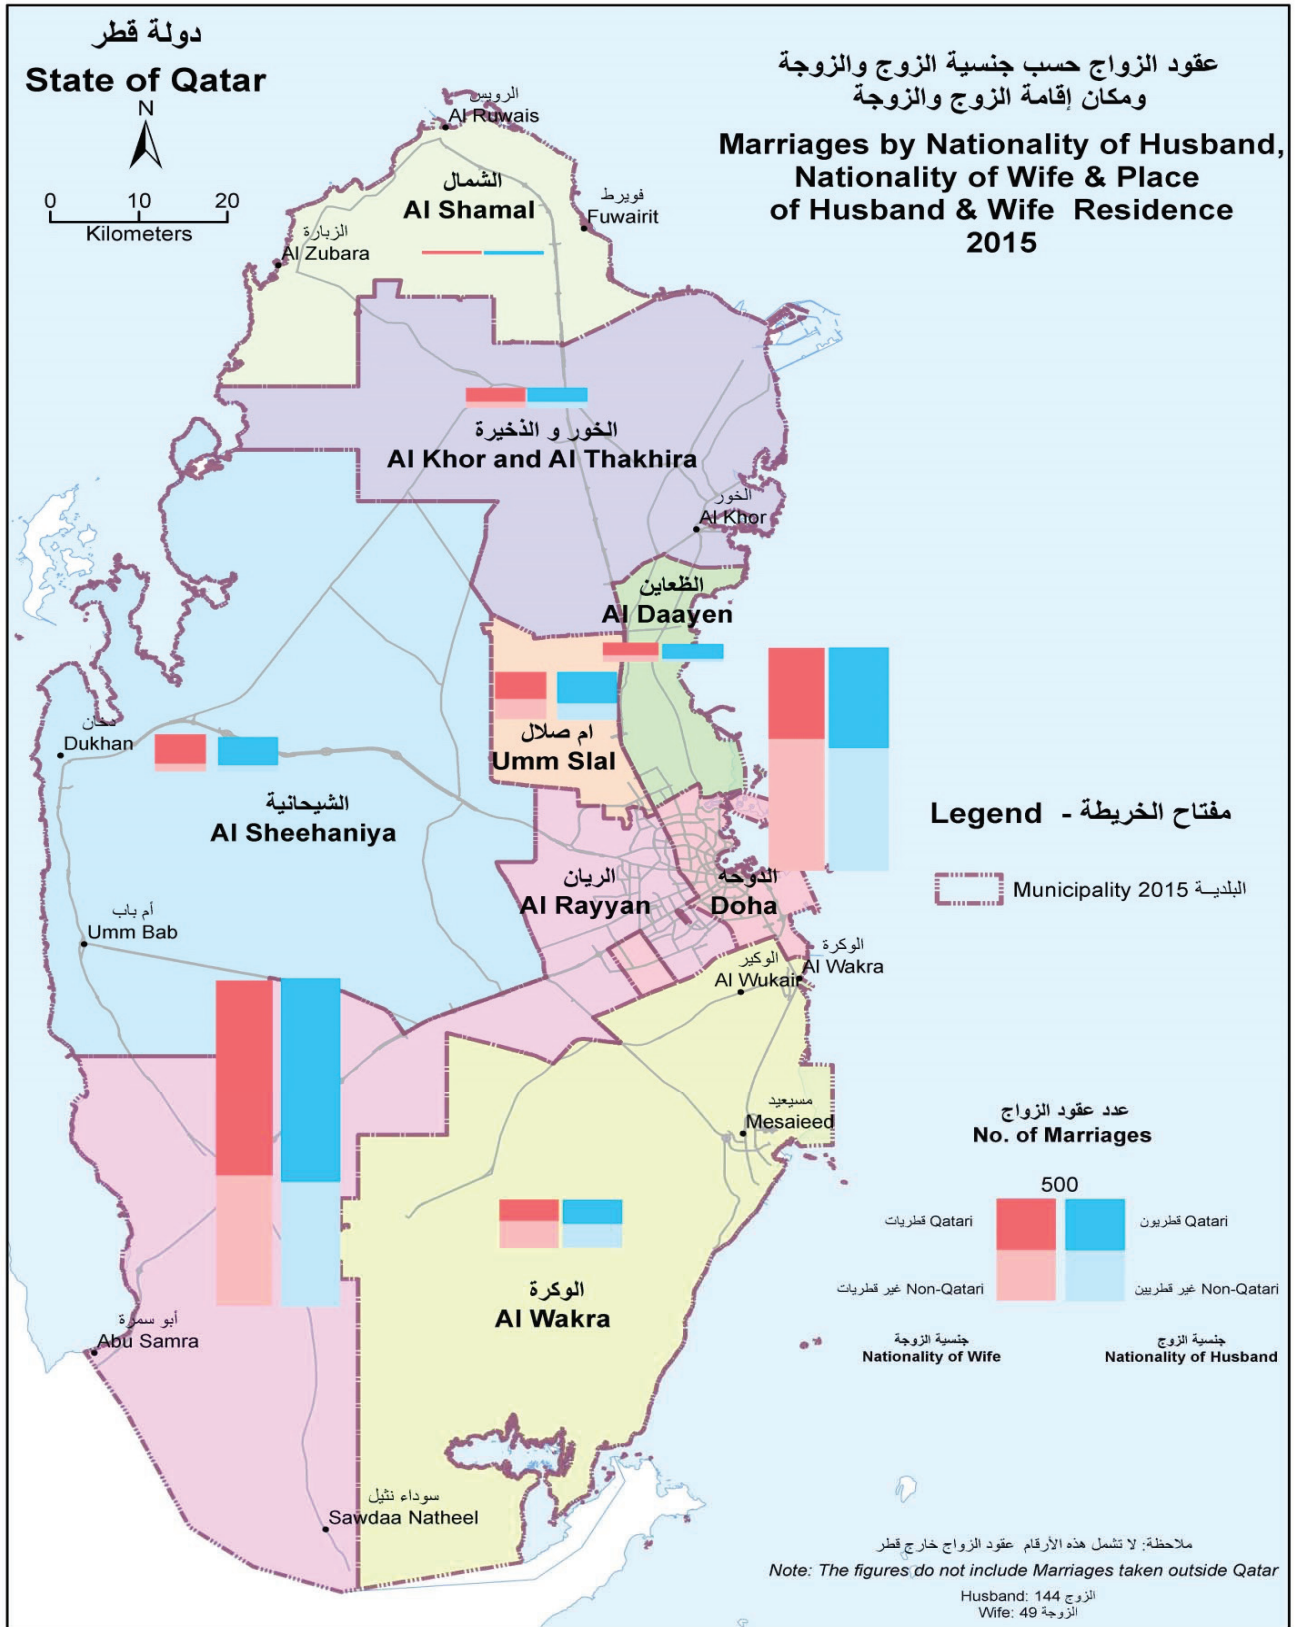 دولة قطر
State of Qatar
N
0 10 20
Kilometers
عقود الزواج حسب جنسية الزوج والزوجة
ومكان إقامة الزوج والزوجة
Marriages by Nationality of Husband,
Nationality of Wife & Place
of Husband & Wife Residence
2015
الرويس
Al Ruwais
الشمال
Al Shamal
فويرط
Fuwairit
الزبارة
Al Zubara
الخور و الذخيرة
Al Khor and Al Thakhira
الخور
Al Khor
الظعاين
Al Daayen
دخان
Dukhan
ام صلال
Umm Slal
الشيحانية
Al Sheehaniya
الريان
Al Rayyan
الدوحة
Doha
أم باب
Umm Bab
الوكرة
Al Wakra
الوكير
Al Wukair
مسيعيد
Mesaieed
الوكرة
Al Wakra
أبو سمرة
Abu Samra
سوداء نثيل
Sawdaa Natheel
Legend - مفتاح الخريطة
Municipality 2015 البلديــة
عدد عقود الزواج
No. of Marriages
500
قطريات Qatari
قطريون Qatari
غير قطريات Non-Qatari
غير قطريين Non-Qatari
جنسية الزوجة
Nationality of Wife
جنسية الزوج
Nationality of Husband
ملاحظة: لا تشمل هذه الأرقام عقود الزواج خارج قطر
Note: The figures do not include Marriages taken outside Qatar
Husband: 144 الزوج
Wife: 49 الزوجة